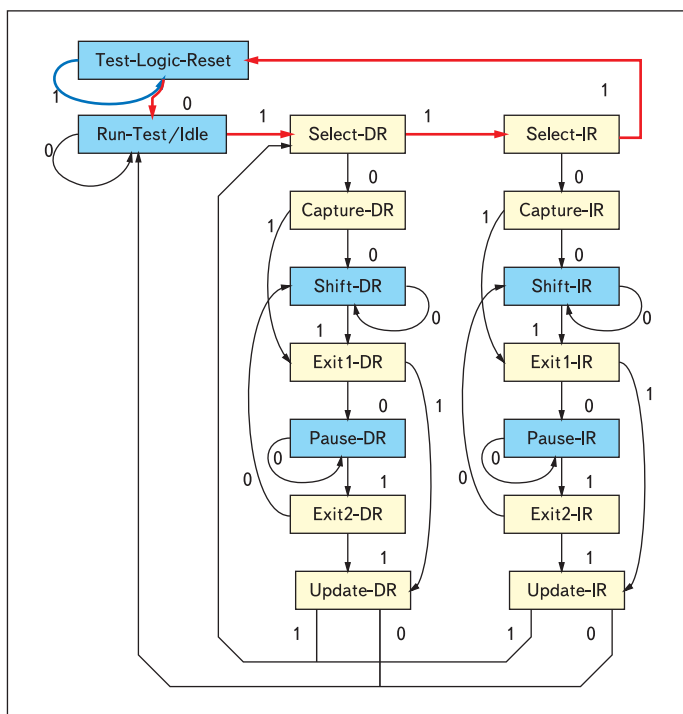 Test-Logic-Reset
1
1
0
Run-Test/Idle
1
Select-DR
1
Select-IR
0
0
0
Capture-DR
Capture-IR
1
1
0
0
Shift-DR
Shift-IR
0
0
1
1
Exit1-DR
Exit1-IR
1
1
0
0
Pause-DR
Pause-IR
0
0
0
0
1
1
Exit2-DR
Exit2-IR
1
1
Update-DR
Update-IR
1
0
1
0